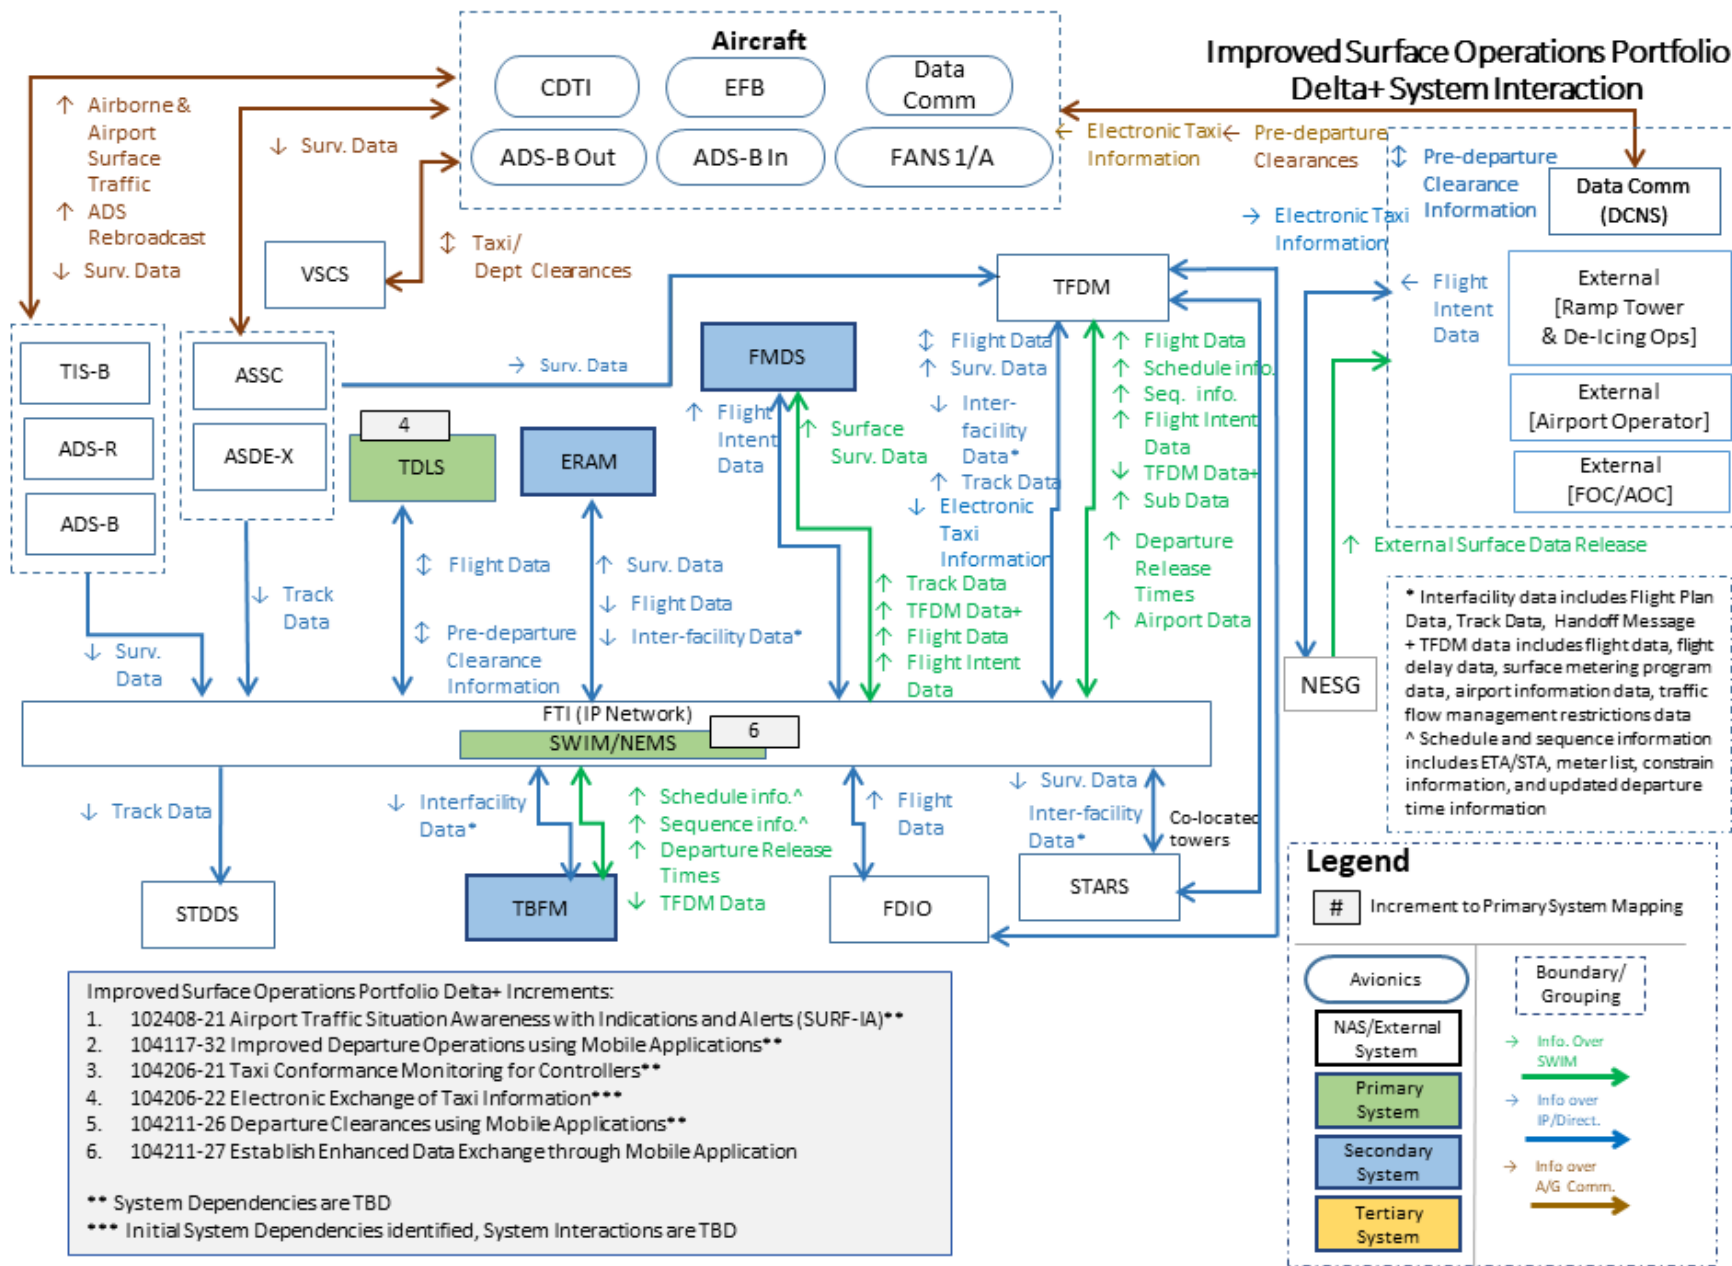 Improved Surface Operations Portfolio
Delta+ System Interaction
Aircraft
CDTI
EFB
Data
Comm
ADS-B Out
ADS-B In
FANS 1/A
↑ Airborne &
Airport
Surface
Traffic
↑ ADS
Rebroadcast
↓ Surv. Data
↓ Surv. Data
↕ Taxi/
Dept Clearances
← Electronic Taxi
Information
← Pre-departure
Clearances
↕ Pre-departure
Clearance
Information
→ Electronic Taxi
Information
Data Comm
(DCNS)
External
[Ramp Tower
& De-Icing Ops]
External
[Airport Operator]
External
[FOC/AOC]
← Flight
Intent
Data
VSCS
TFDM
TIS-B
ADS-R
ADS-B
ASSC
ASDE-X
→ Surv. Data
4
TDLS
ERAM
FMDS
↑ Flight
Intent
Data
↑ Surface
Surv. Data
↕ Flight Data
↑ Surv. Data
↓ Inter-
facility
Data*
↑ Track Data
↓ Electronic
Taxi
Information
↑ Flight Data
↑ Schedule info.
↑ Seq. info.
↑ Flight Intent
Data
↓ TFDM Data+
↑ Sub Data
↑ Departure
Release
Times
↑ Airport Data
↑ External Surface Data Release
↓ Surv.
Data
↓ Track
Data
↕ Flight Data
↕ Pre-departure
Clearance
Information
↑ Surv. Data
↓ Flight Data
↓ Inter-facility Data*
↑ Track Data
↑ TFDM Data+
↑ Flight Data
↑ Flight Intent
Data
NESG
* Interfacility data includes Flight Plan
Data, Track Data, Handoff Message
+ TFDM data includes flight data, flight
delay data, surface metering program
data, airport information data, traffic
flow management restrictions data
^ Schedule and sequence information
includes ETA/STA, meter list, constrain
information, and updated departure
time information
FTI (IP Network)
SWIM/NEMS
6
↓ Track Data
↓ Interfacility
Data*
↑ Schedule info.^
↑ Sequence info.^
↑ Departure Release
Times
↓ TFDM Data
↑ Flight
Data
↓ Surv. Data
Inter-facility
Data*
Co-located
towers
STDDS
TBFM
FDIO
STARS
Legend
# Increment to Primary System Mapping
Avionics
NAS/External
System
Primary
System
Secondary
System
Tertiary
System
Boundary/
Grouping
→ Info. Over
SWIM
→ Info over
IP/Direct.
→ Info over
A/G Comm.
Improved Surface Operations Portfolio Delta+ Increments:
1. 102408-21 Airport Traffic Situation Awareness with Indications and Alerts (SURF-IA)**
2. 104117-32 Improved Departure Operations using Mobile Applications**
3. 104206-21 Taxi Conformance Monitoring for Controllers**
4. 104206-22 Electronic Exchange of Taxi Information***
5. 104211-26 Departure Clearances using Mobile Applications**
6. 104211-27 Establish Enhanced Data Exchange through Mobile Application
** System Dependencies are TBD
*** Initial System Dependencies identified, System Interactions are TBD